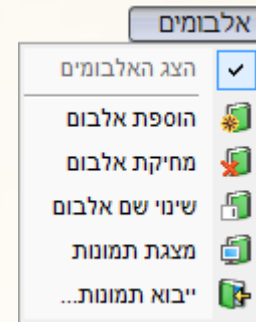 אלבומים
הצג האלבומים
הוספת אלבום
מחיקת אלבום
שינוי שם אלבום
מצגת תמונות
ייבוא תמונות...